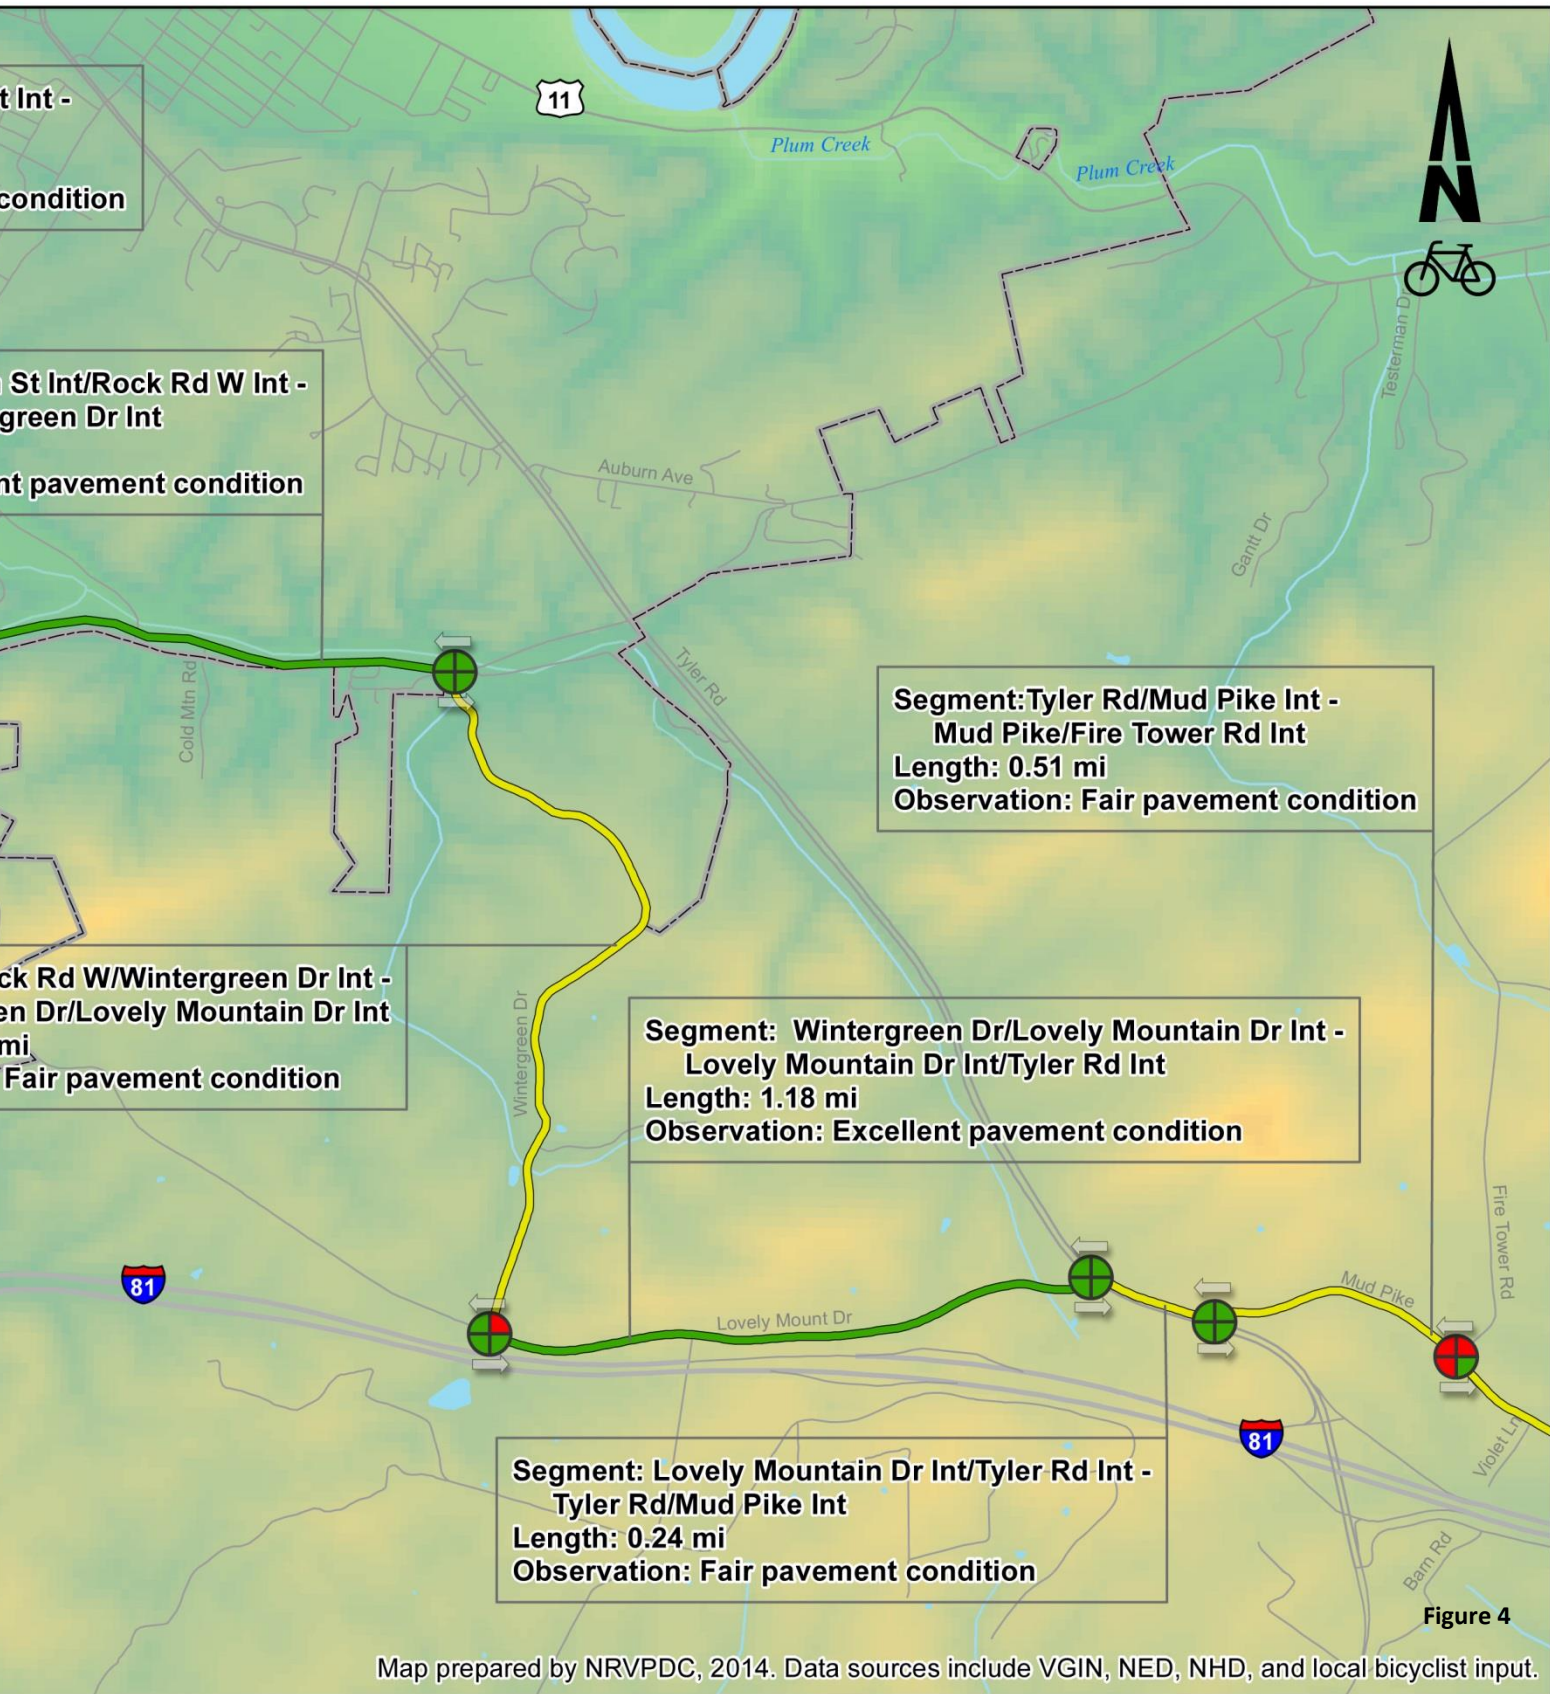 t Int -
condition
11
Plum Creek
Plum Creek
N
Testerman Dr
St Int/Rock Rd W Int -
green Dr Int
nt pavement condition
Auburn Ave
Gantt Dr
Tyler Rd
Cold Mtn Rd
Segment:Tyler Rd/Mud Pike Int -
Mud Pike/Fire Tower Rd Int
Length: 0.51 mi
Observation: Fair pavement condition
ck Rd W/Wintergreen Dr Int -
en Dr/Lovely Mountain Dr Int
mi
Fair pavement condition
Wintergreen Dr
Segment: Wintergreen Dr/Lovely Mountain Dr Int -
Lovely Mountain Dr Int/Tyler Rd Int
Length: 1.18 mi
Observation: Excellent pavement condition
Fire Tower Rd
81
Mud Pike
Lovely Mount Dr
81
Violet Ln
Segment: Lovely Mountain Dr Int/Tyler Rd Int -
Tyler Rd/Mud Pike Int
Length: 0.24 mi
Observation: Fair pavement condition
Barn Rd
Figure 4
Map prepared by NRVPDC, 2014. Data sources include VGIN, NED, NHD, and local bicyclist input.